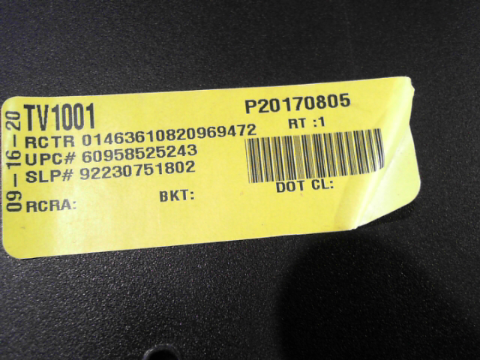 09-16-20
TV1001
P20170805
RCTR 01463610820969472
RT :1
UPC# 60958525243
SLP# 92230751802
RCRA:
BKT:
DOT CL: